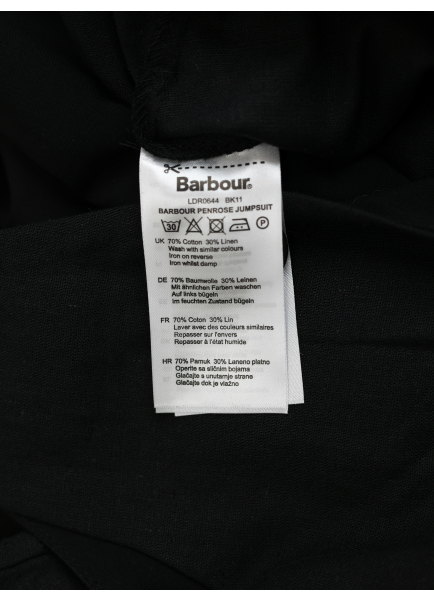 Barbour®
LDR0644 BK11
BARBOUR PENROSE JUMPSUIT
30 P
UK 70% Cotton 30% Linen
Wash with similar colours
Iron on reverse
Iron whilst damp
DE 70% Baumwolle 30% Leinen
Mit ähnlichen Farben waschen
Auf links bügeln
im feuchten Zustand bügeln
FR 70% Coton 30% Lin
Laver avec des couleurs similaires
Repasser sur l'envers
Repasser à l'état humide
HR 70% Pamuk 30% Laneno platno
Operite sa sličnim bojama
Glačajte s unutarnje strane
Glačajte dok je vlažno